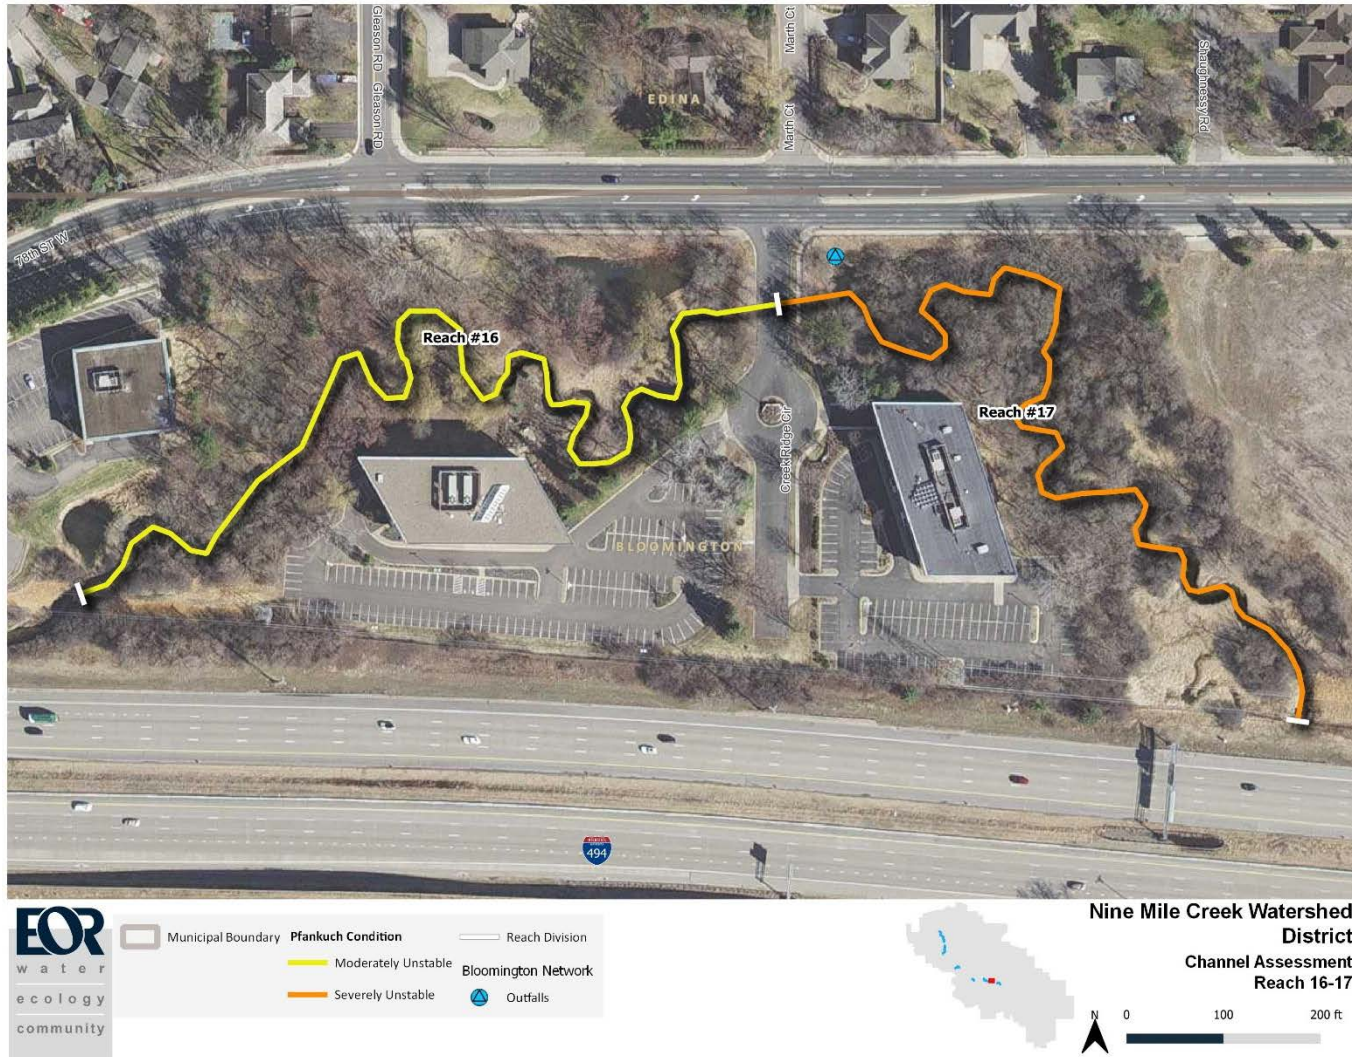 Gleason RD
Gleason RD
Marth Ct
Marth Ct
Shaughnessy Rd
EDINA
78th ST W
Reach #16
Reach #17
Creek Ridge Cir
BLOOMINGTON
494
EOR
water
ecology
community
Municipal Boundary
Pfankuch Condition
Moderately Unstable
Severely Unstable
Reach Division
Bloomington Network
Outfalls
Nine Mile Creek Watershed
District
Channel Assessment
Reach 16-17
N
0 100 200 ft